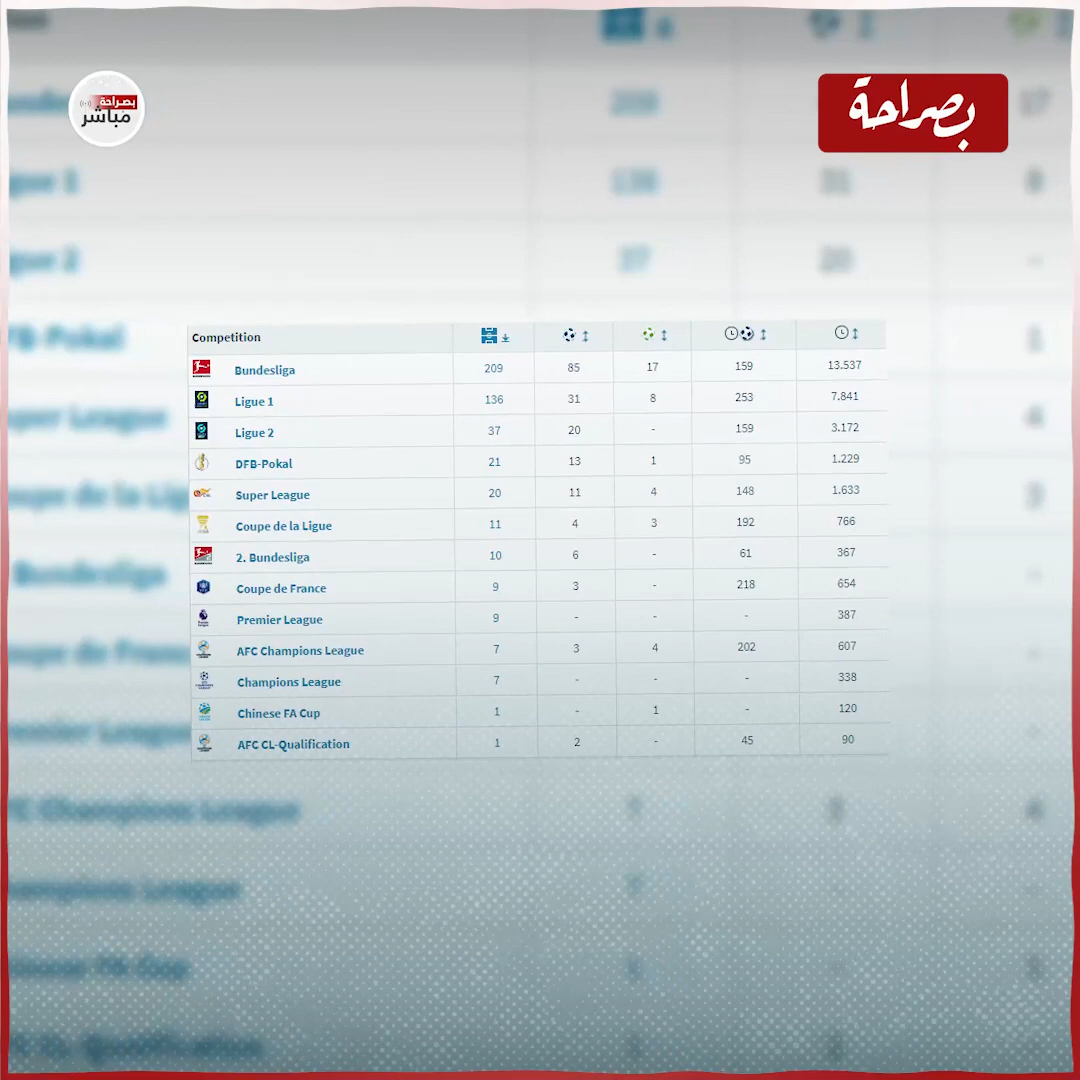 بصراحة
مباشر
بصراحة
Competition
Bundesliga 209 85 17 159 13.537
Ligue 1 136 31 8 253 7.841
Ligue 2 37 20 - 159 3.172
DFB-Pokal 21 13 1 95 1.229
Super League 20 11 4 148 1.633
Coupe de la Ligue 11 4 3 192 766
2. Bundesliga 10 6 - 61 367
Coupe de France 9 3 - 218 654
Premier League 9 - - - 387
AFC Champions League 7 3 4 202 607
Champions League 7 - - - 338
Chinese FA Cup 1 - 1 - 120
AFC CL-Qualification 1 2 - 45 90